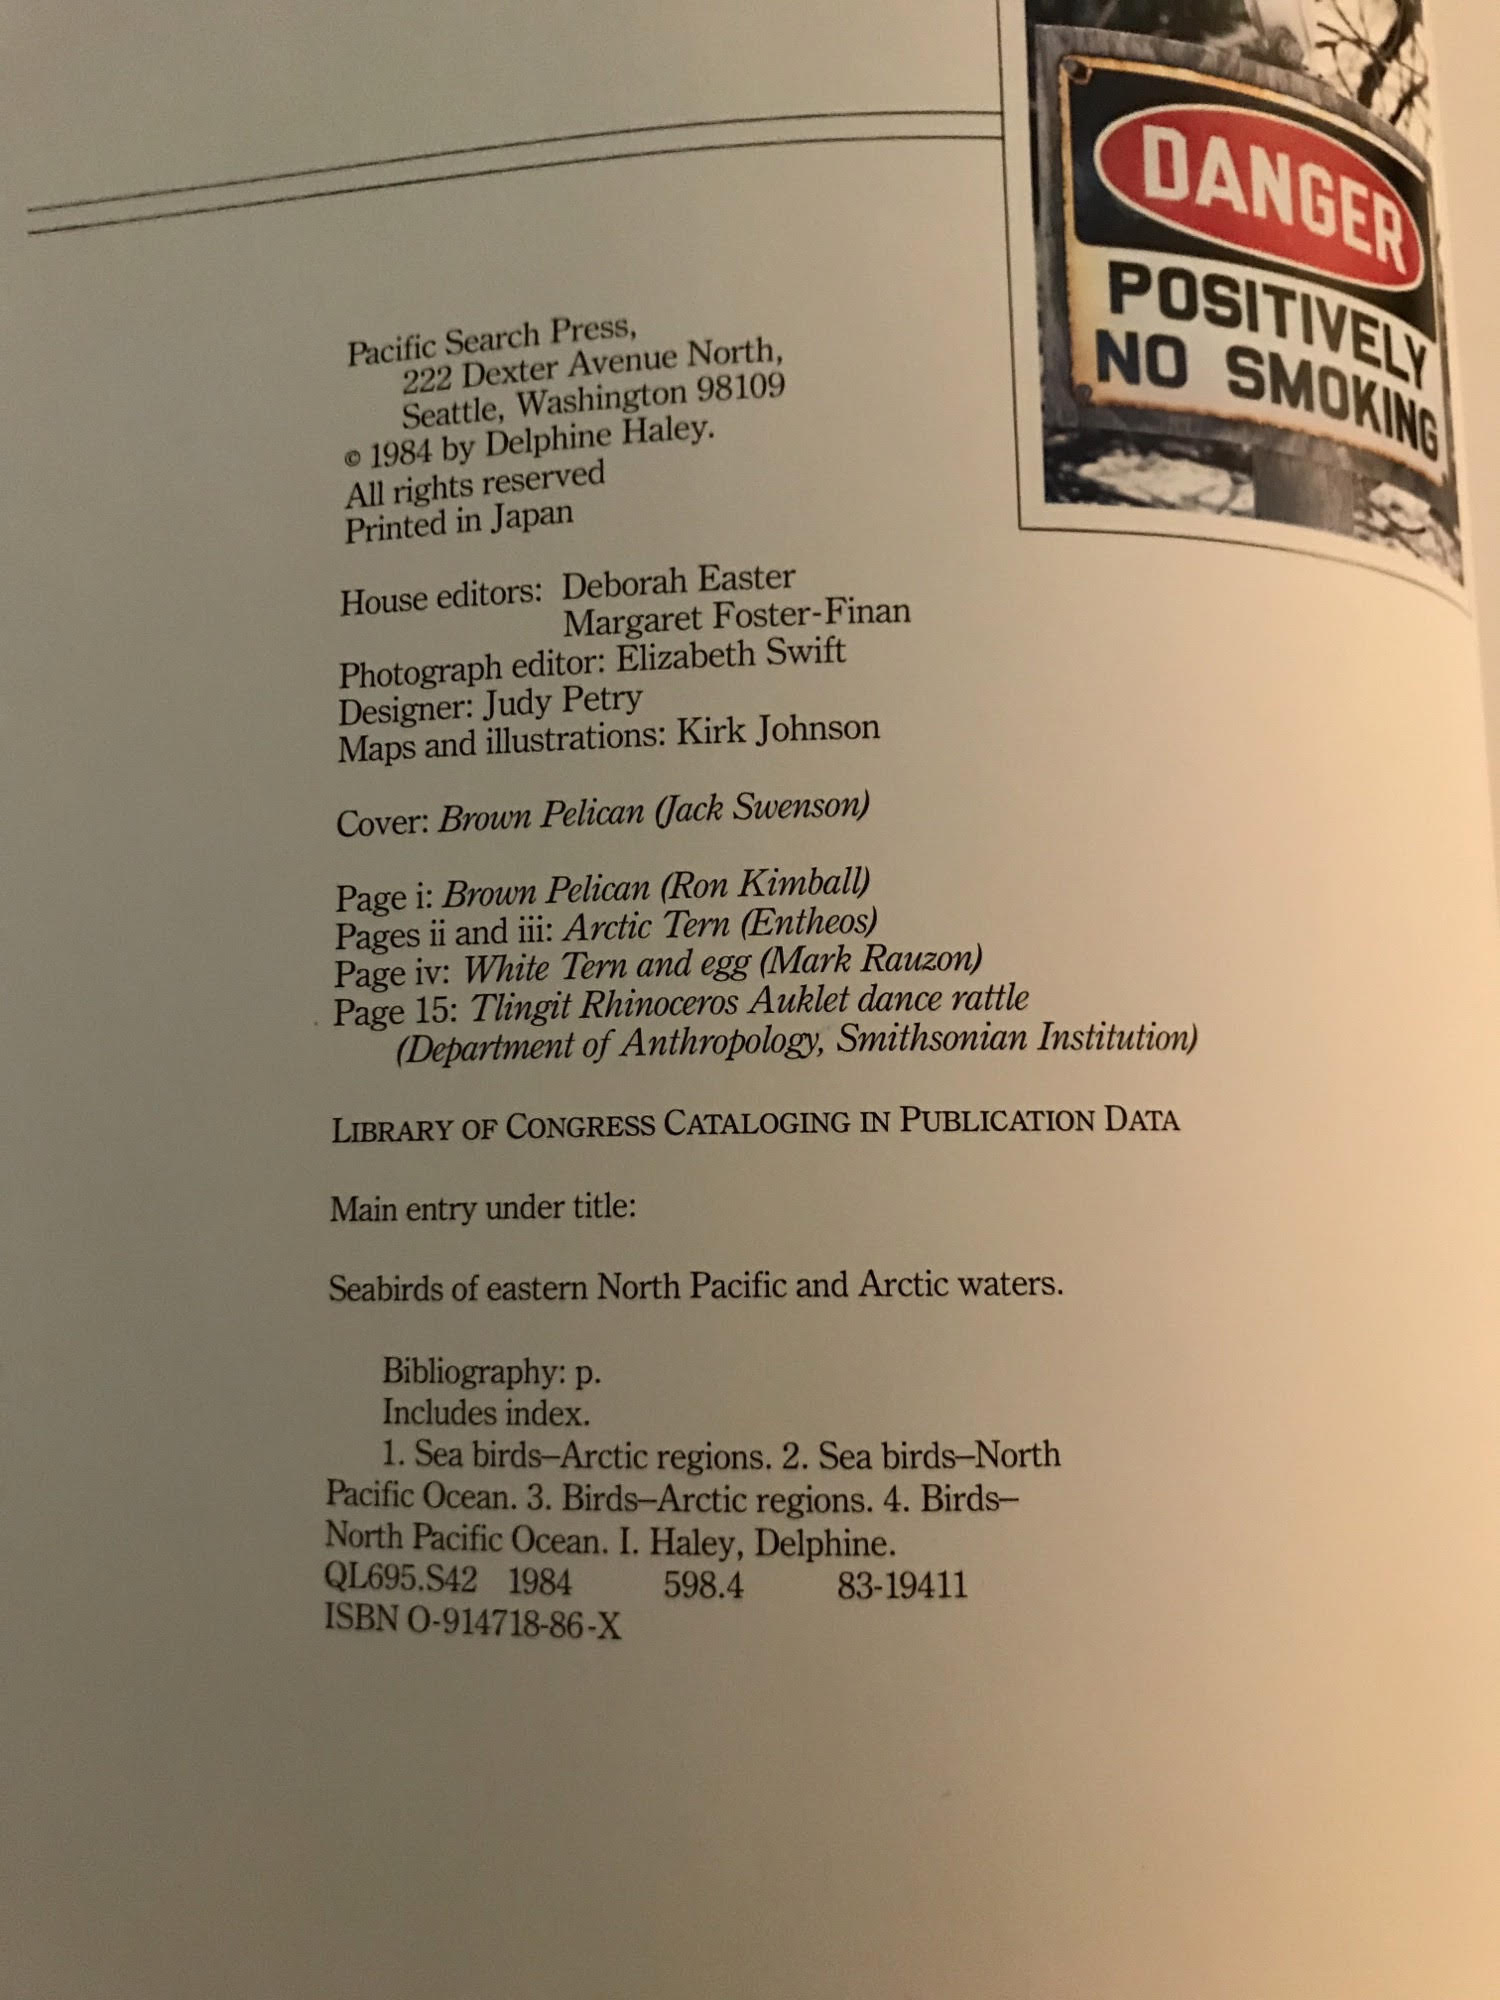 DANGER
POSITIVELY
NO SMOKING
Pacific Search Press,
222 Dexter Avenue North,
Seattle, Washington 98109
© 1984 by Delphine Haley.
All rights reserved
Printed in Japan
House editors: Deborah Easter
Margaret Foster-Finan
Photograph editor: Elizabeth Swift
Designer: Judy Petry
Maps and illustrations: Kirk Johnson
Cover: Brown Pelican (Jack Swenson)
Page i: Brown Pelican (Ron Kimball)
Pages ii and iii: Arctic Tern (Entheos)
Page iv: White Tern and egg (Mark Rauzon)
Page 15: Tlingit Rhinoceros Auklet dance rattle
(Department of Anthropology, Smithsonian Institution)
LIBRARY OF CONGRESS CATALOGING IN PUBLICATION DATA
Main entry under title:
Seabirds of eastern North Pacific and Arctic waters.
Bibliography: p.
Includes index.
1. Sea birds—Arctic regions. 2. Sea birds—North
Pacific Ocean. 3. Birds—Arctic regions. 4. Birds—
North Pacific Ocean. I. Haley, Delphine.
QL695.S42 1984 598.4 83-19411
ISBN O-914718-86-X